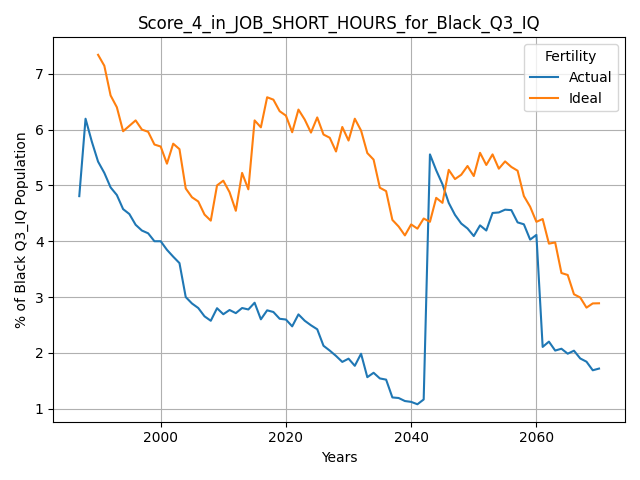 Score_4_in_JOB_SHORT_HOURS_for_Black_Q3_IQ
% of Black Q3_IQ Population
7
6
5
4
3
2
1
Fertility
Actual
Ideal
2000
2020
2040
2060
Years